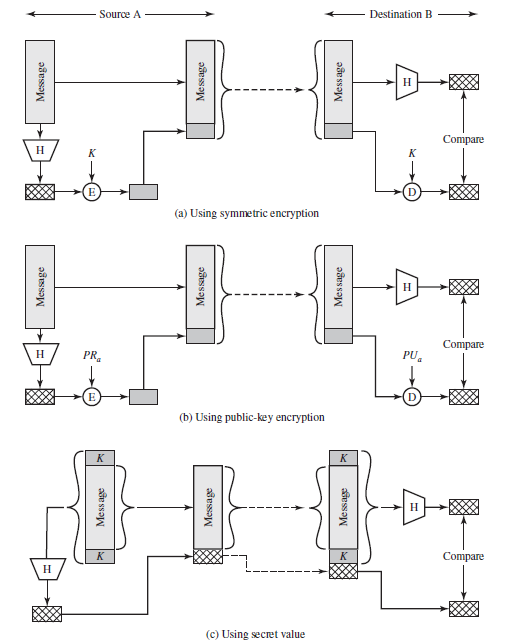 Source A
Destination B
Message
Message
Message
H
H
K
K
E
D
Compare
(a) Using symmetric encryption
Message
Message
Message
H
H
PRa
PUa
E
D
Compare
(b) Using public-key encryption
K
K
Message
Message
Message
H
K
K
H
Compare
(c) Using secret value